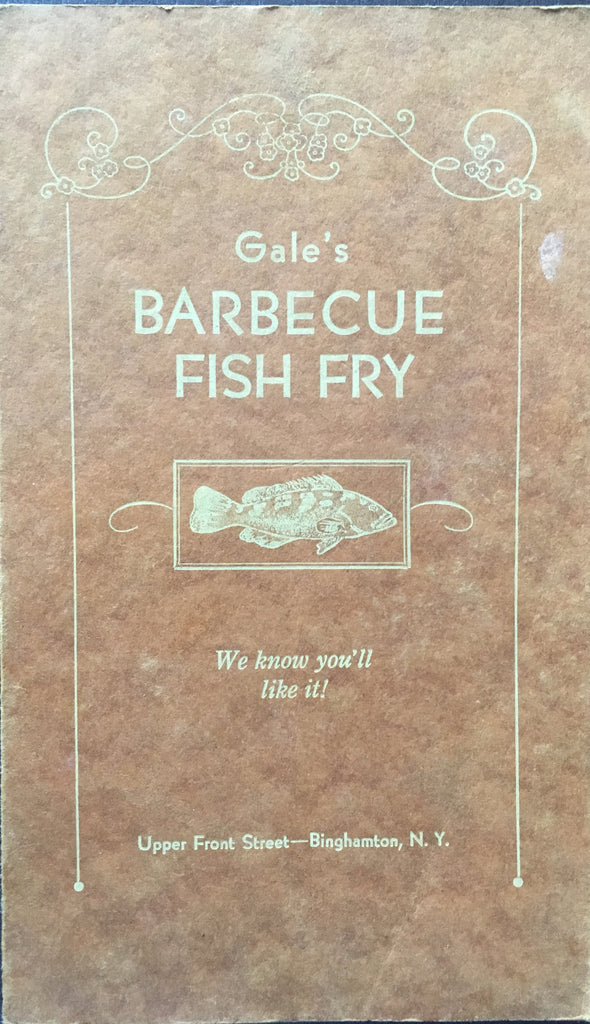 Gale's
BARBECUE
FISH FRY
We know you'll
like it!
Upper Front Street—Binghamton, N. Y.